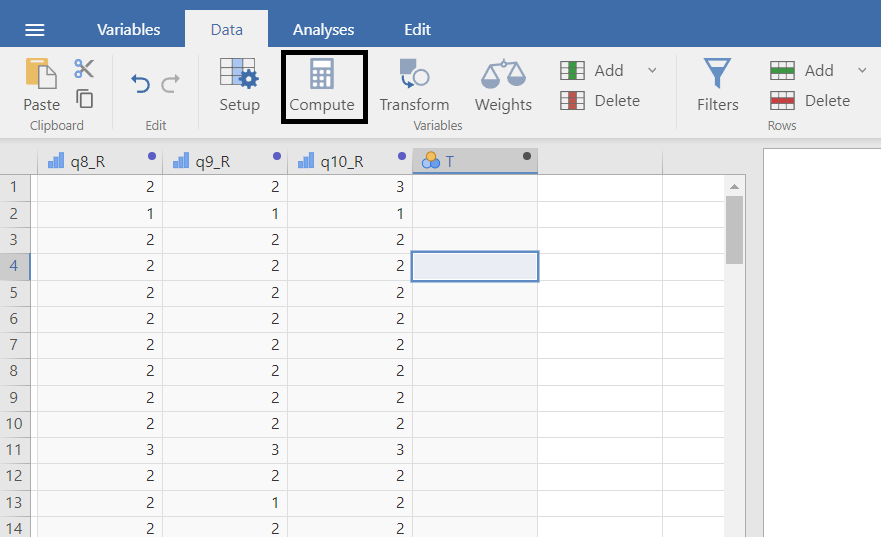 Variables Data Analyses Edit
Paste Setup Compute Transform Weights Add Delete Filters Add Delete
Clipboard Edit Variables Rows
q8_R q9_R q10_R T
1 2 2 3
2 1 1 1
3 2 2 2
4 2 2 2
5 2 2 2
6 2 2 2
7 2 2 2
8 2 2 2
9 2 2 2
10 2 2 2
11 3 3 3
12 2 2 2
13 2 1 2
14 2 2 2